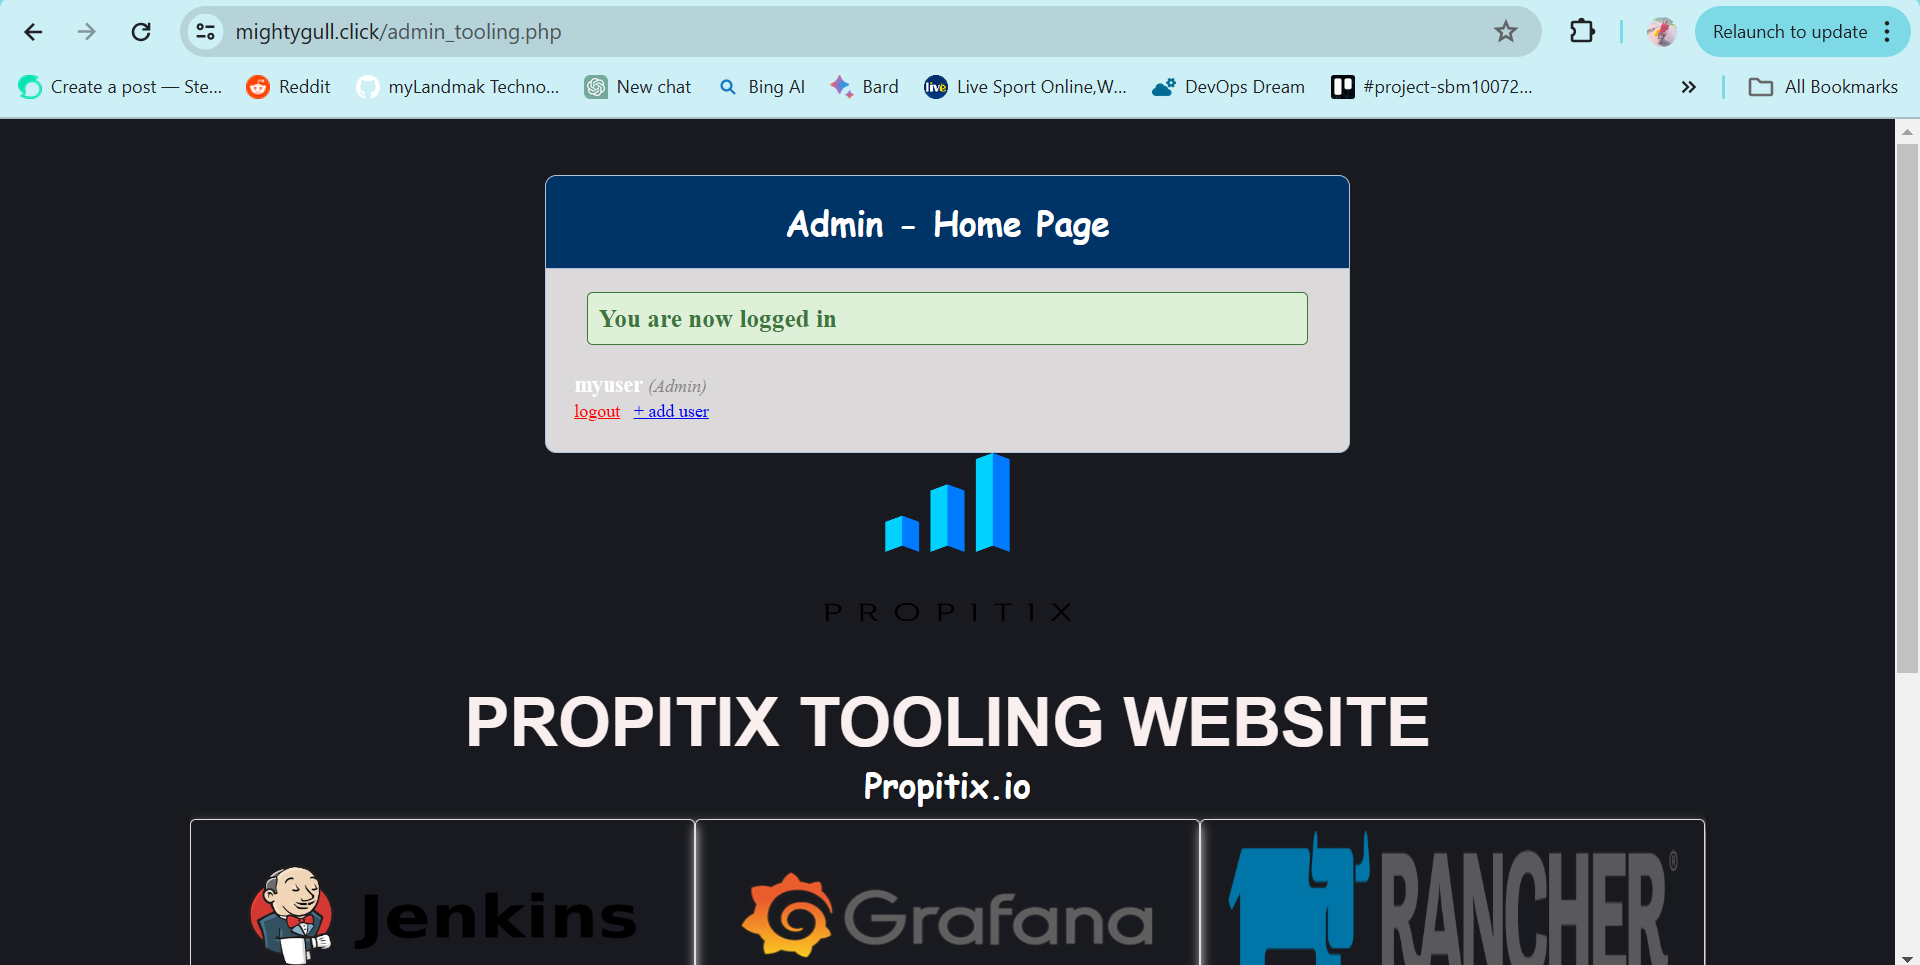 mightygull.click/admin_tooling.php
Relaunch to update
Create a post — Ste...
Reddit
myLandmak Techno...
New chat
Bing AI
Bard
live
Live Sport Online,W...
DevOps Dream
#project-sbm10072...
All Bookmarks
Admin - Home Page
You are now logged in
myuser (Admin)
logout + add user
PROPITIX
PROPITIX TOOLING WEBSITE
Propitix.io
Jenkins
Grafana
RANCHER®